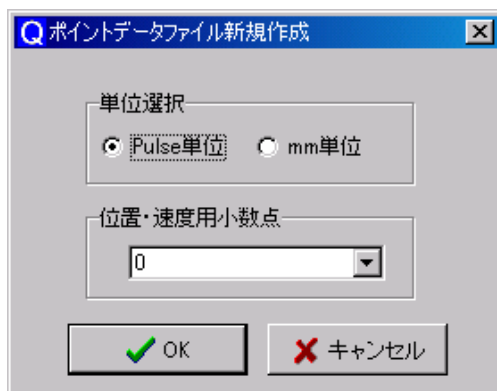 Q ポイントデータファイル新規作成
単位選択
Pulse単位
mm単位
位置・速度用小数点
0
OK
キャンセル